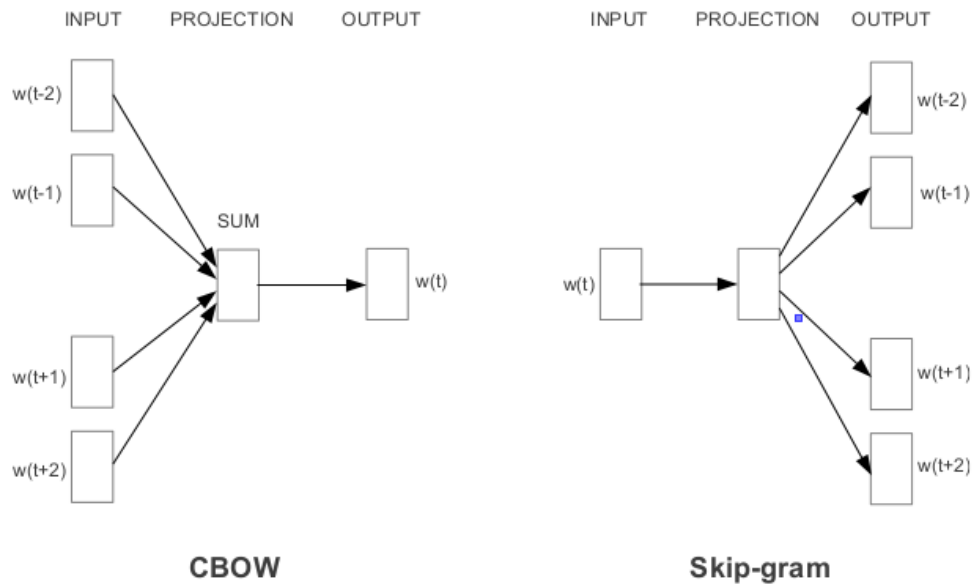 INPUT PROJECTION OUTPUT
w(t-2)
w(t-1)
SUM
w(t)
w(t+1)
w(t+2)
CBOW
INPUT PROJECTION OUTPUT
w(t-2)
w(t-1)
w(t)
w(t+1)
w(t+2)
Skip-gram